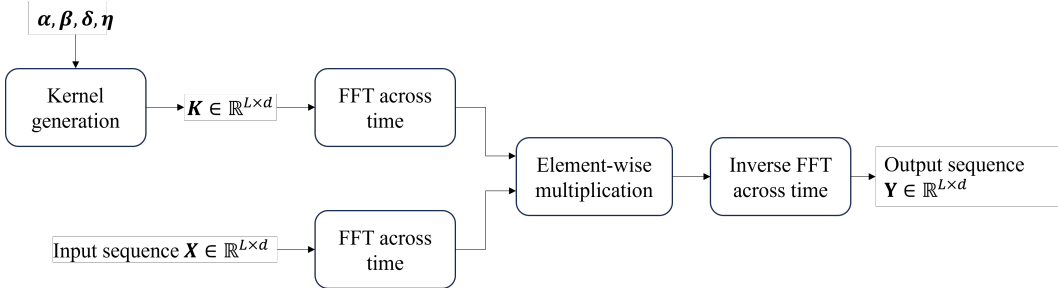 α, β, δ, η
Kernel
generation
K ∈ ℝ^{L×d}
FFT across
time
Input sequence X ∈ ℝ^{L×d}
FFT across
time
Element-wise
multiplication
Inverse FFT
across time
Output sequence
Y ∈ ℝ^{L×d}